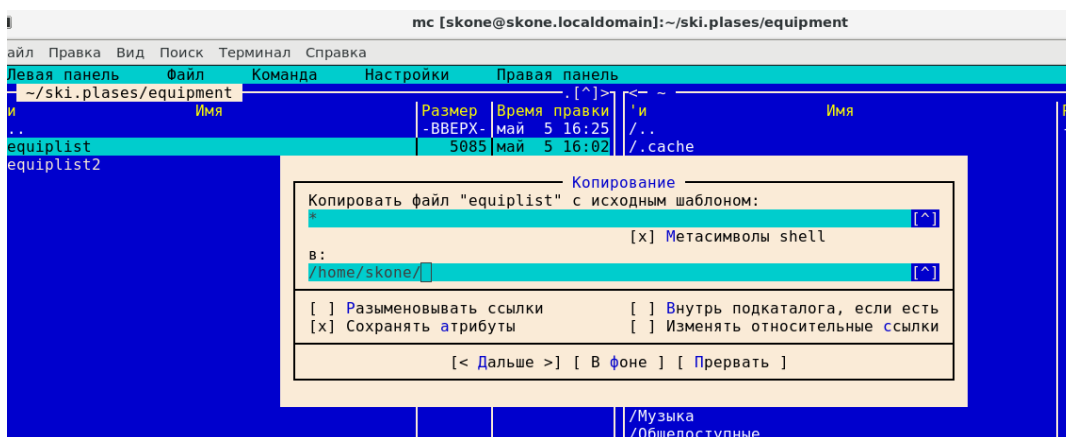 mc [skone@skone.localdomain]:~/ski.plases/equipment
айл Правка Вид Поиск Терминал Справка
Левая панель Файл Команда Настройки Правая панель
~/ski.plases/equipment .[^]> <─ ~
и Имя Размер Время правки 'и Имя
.. -ВВЕРХ- май 5 16:25 /..
equiplist 5085 май 5 16:02 /.cache
equiplist2
Копирование
Копировать файл "equiplist" с исходным шаблоном:
* [^]
[x] Метасимволы shell
в:
/home/skone/ [^]
[ ] Разыменовывать ссылки [ ] Внутрь подкаталога, если есть
[x] Сохранять атрибуты [ ] Изменять относительные ссылки
[< Дальше >] [ В фоне ] [ Прервать ]
/Музыка
/Общедоступные